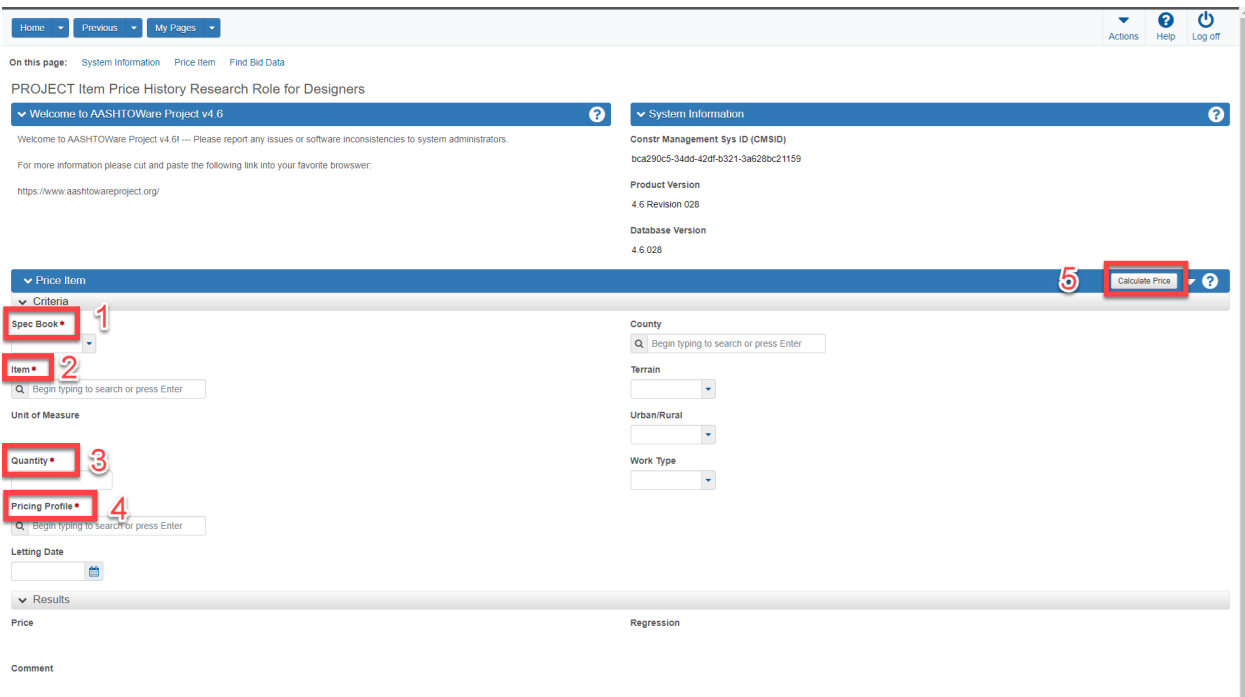 Home Previous My Pages
Actions Help Log off
On this page: System Information Price Item Find Bid Data
PROJECT Item Price History Research Role for Designers
Welcome to AASHTOWare Project v4.6 ?
Welcome to AASHTOWare Project v4.6! --- Please report any issues or software inconsistencies to system administrators.
For more information please cut and paste the following link into your favorite browswer:
https://www.aashtowareproject.org/
System Information ?
Constr Management Sys ID (CMSID)
bca290c5-34dd-42df-b321-3a628bc21159
Product Version
4.6 Revision 028
Database Version
4.6.028
Price Item 5 Calculate Price ?
Criteria
Spec Book* 1
Item* 2
Begin typing to search or press Enter
Unit of Measure
Quantity* 3
Pricing Profile* 4
Begin typing to search or press Enter
Letting Date
County
Begin typing to search or press Enter
Terrain
Urban/Rural
Work Type
Results
Price
Regression
Comment